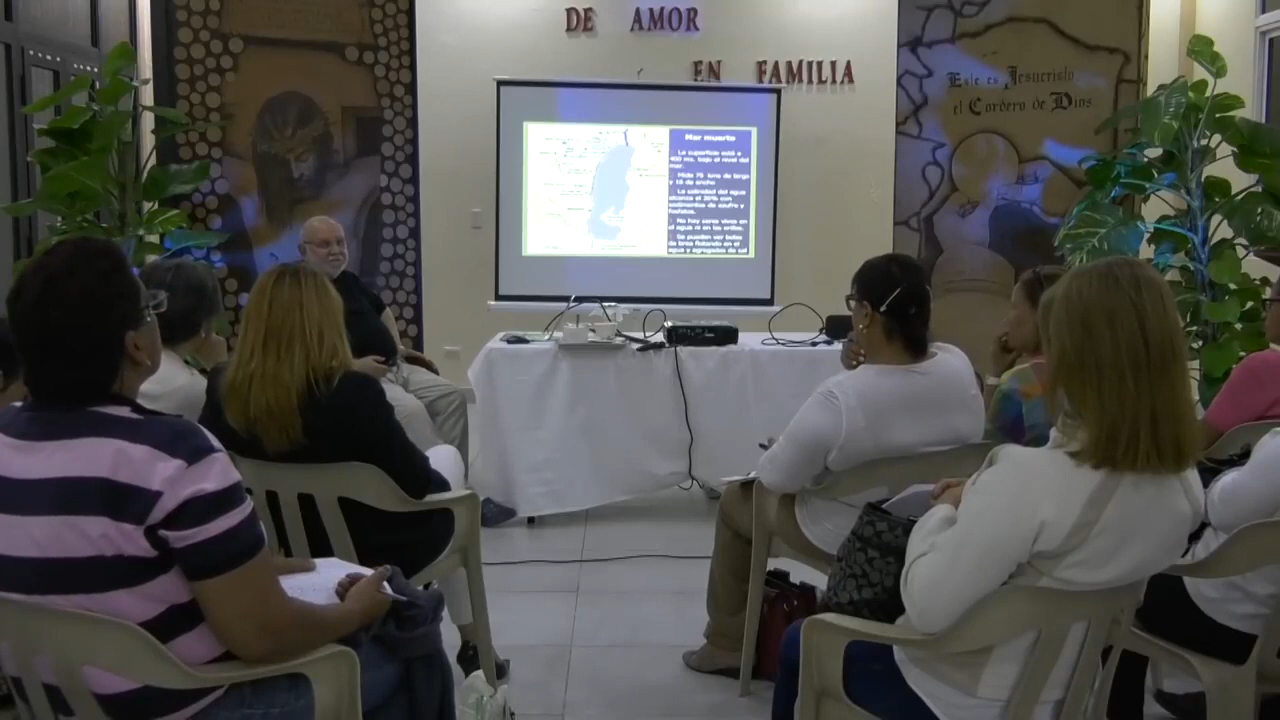 DE AMOR
EN FAMILIA
Este es Jesucristo
el Cordero de Dios
Mar muerto
La superficie está a
400 ms. bajo el nivel del
mar.
Mide 75 kms de largo
y 15 de ancho
La salinidad del agua
alcanza el 26% con
sedimentos de azufre y
fosfatos.
No hay seres vivos en
el agua ni en las orillas.
Se pueden ver bolas
de brea flotando en el
agua y agregados de sal